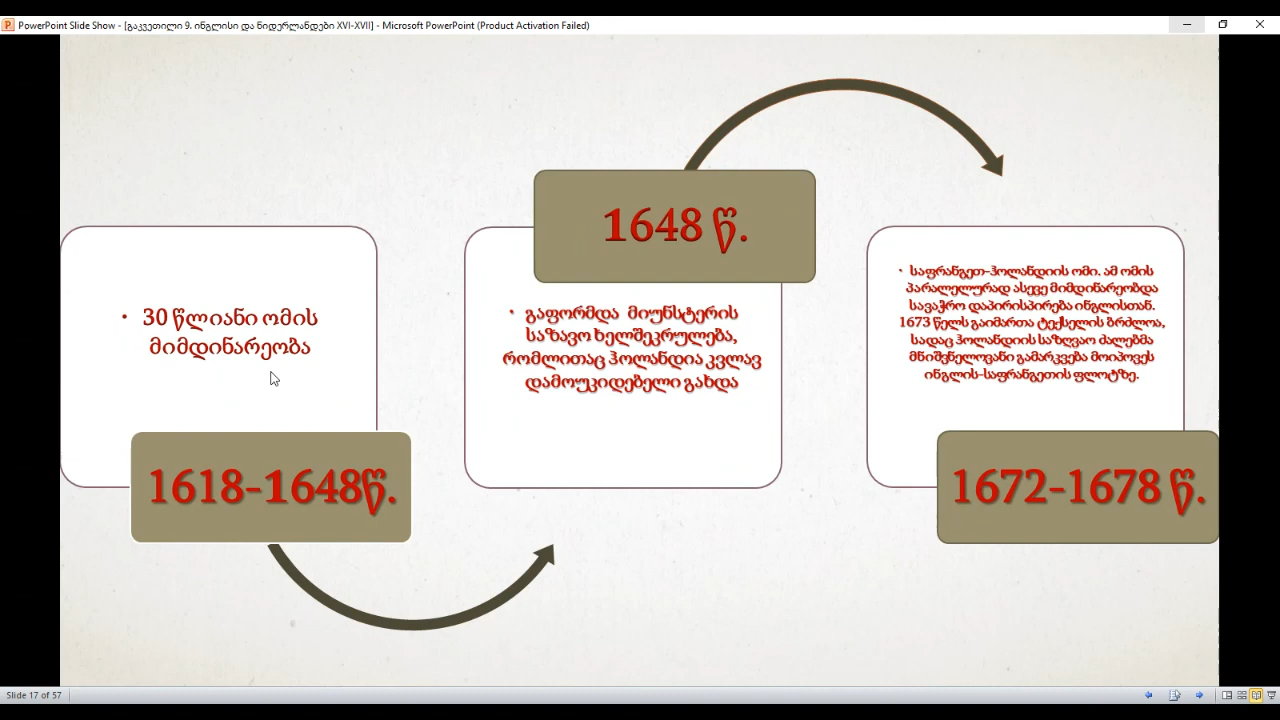 PowerPoint Slide Show - [გაკვეთილი 9. ინგლისი და ნიდერლანდები XVI-XVII] - Microsoft PowerPoint (Product Activation Failed)
• 30 წლიანი ომის
მიმდინარეობა
1618-1648წ.
1648 წ.
• გაფორმდა მიუნსტერის
საზავო ხელშეკრულება,
რომლითაც ჰოლანდია კვლავ
დამოუკიდებელი გახდა
• საფრანგეთ-ჰოლანდიის ომი. ამ ომის
პარალელურად ასევე მიმდინარეობდა
სავაჭრო დაპირისპირება ინგლისთან.
1673 წელს გაიმართა ტექსელის ბრძლოა,
სადაც ჰოლანდიის საზღვაო ძალებმა
მნიშვნელოვანი გამარკვება მოიპოვეს
ინგლის-საფრანგეთის ფლოტზე.
1672-1678 წ.
Slide 17 of 57